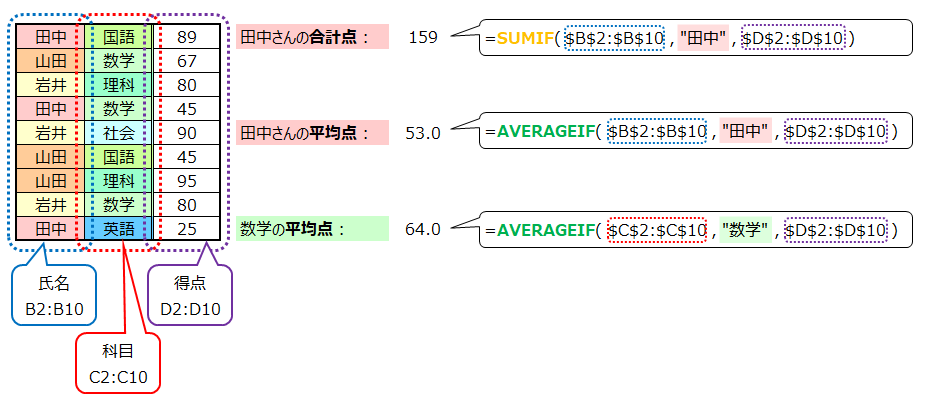 田中 国語 89
山田 数学 67
岩井 理科 80
田中 数学 45
岩井 社会 90
山田 国語 45
山田 理科 95
岩井 数学 80
田中 英語 25
田中さんの合計点： 159 =SUMIF( $B$2:$B$10 , "田中" , $D$2:$D$10 )
田中さんの平均点： 53.0 =AVERAGEIF( $B$2:$B$10 , "田中" , $D$2:$D$10 )
数学の平均点： 64.0 =AVERAGEIF( $C$2:$C$10 , "数学" , $D$2:$D$10 )
氏名
B2:B10
得点
D2:D10
科目
C2:C10